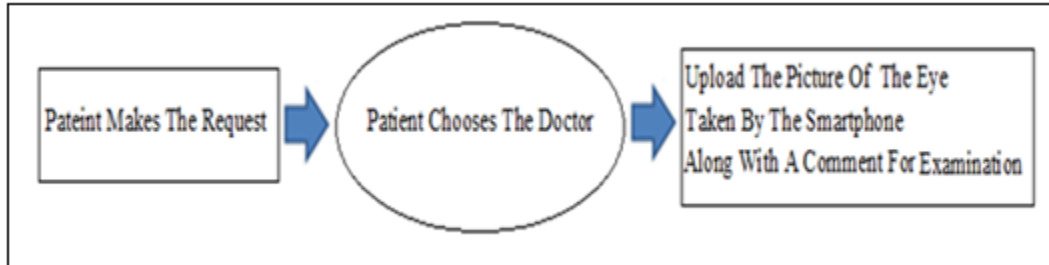 Pateint Makes The Request
Patient Chooses The Doctor
Upload The Picture Of The Eye
Taken By The Smartphone
Along With A Comment For Examination